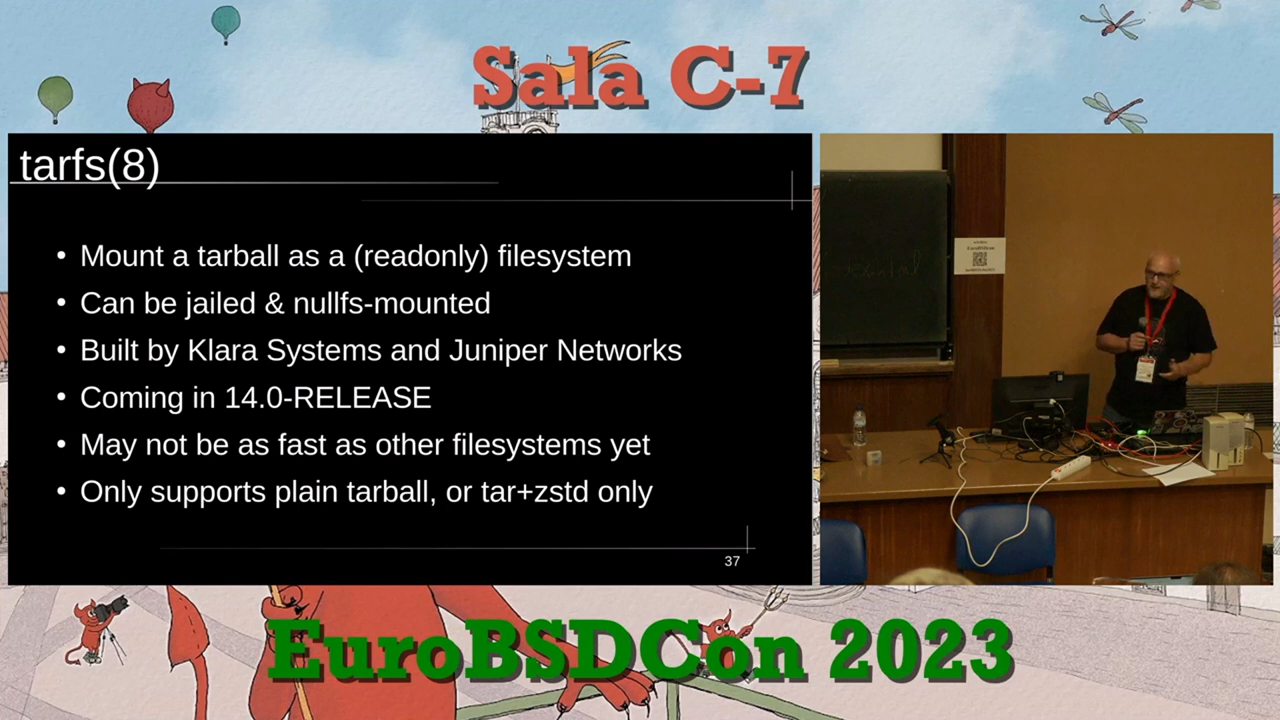 Sala C-7
tarfs(8)
• Mount a tarball as a (readonly) filesystem
• Can be jailed & nullfs-mounted
• Built by Klara Systems and Juniper Networks
• Coming in 14.0-RELEASE
• May not be as fast as other filesystems yet
• Only supports plain tarball, or tar+zstd only
37
EuroBSDCon 2023